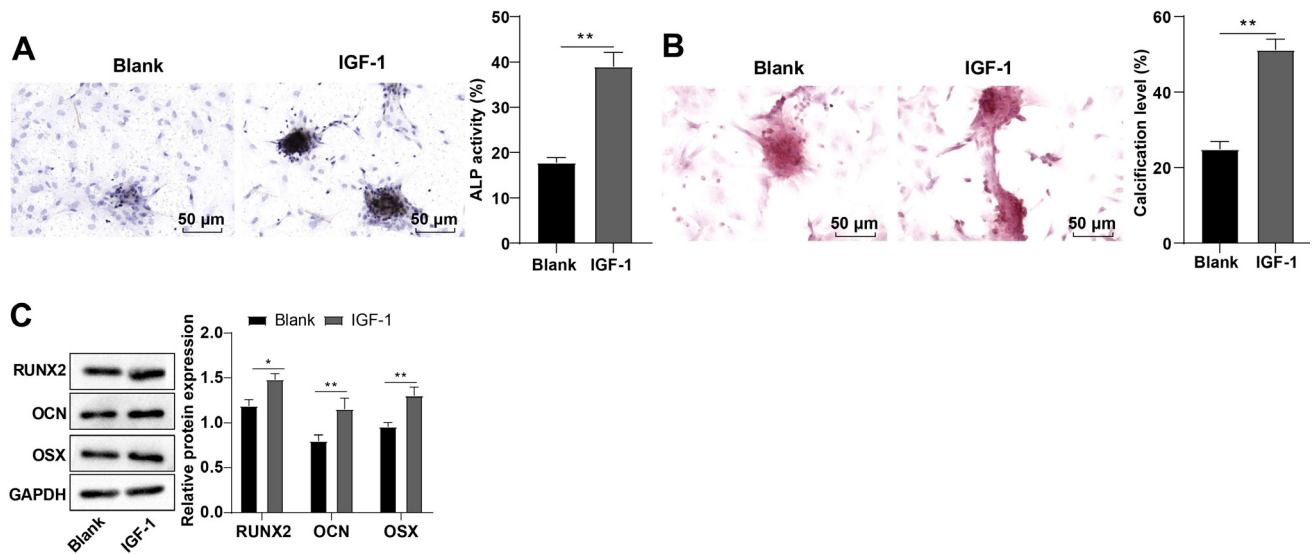 A
Blank
IGF-1
50 µm
50 µm
ALP activity (%)
50
40
30
20
10
0
**
Blank
IGF-1
B
Blank
IGF-1
50 µm
50 µm
Calcification level (%)
60
40
20
0
**
Blank
IGF-1
C
RUNX2
OCN
OSX
GAPDH
Blank
IGF-1
Relative protein expression
Blank
IGF-1
2.0
1.5
1.0
0.5
0.0
*
**
**
RUNX2
OCN
OSX